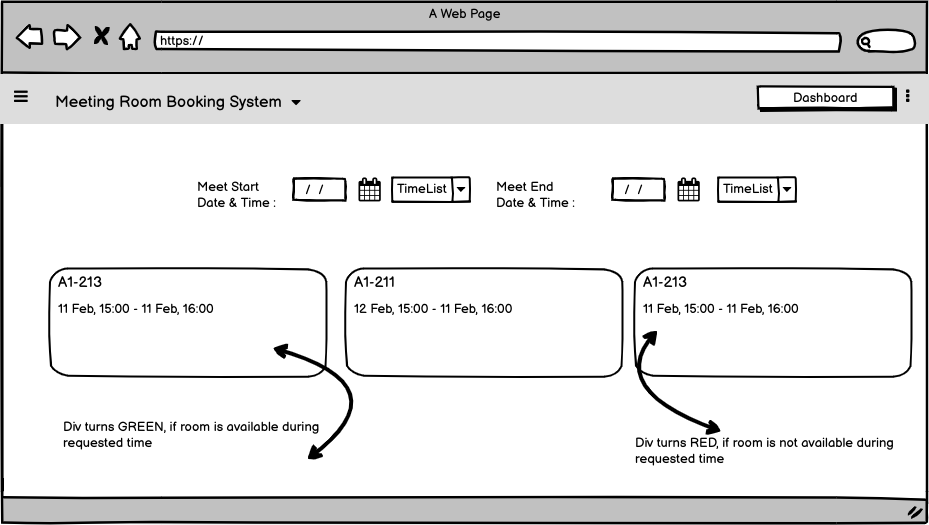 A Web Page
https://
Meeting Room Booking System
Dashboard
Meet Start
Date & Time :
/ /
TimeList
Meet End
Date & Time :
/ /
TimeList
A1-213
11 Feb, 15:00 - 11 Feb, 16:00
A1-211
12 Feb, 15:00 - 11 Feb, 16:00
A1-213
11 Feb, 15:00 - 11 Feb, 16:00
Div turns GREEN, if room is available during
requested time
Div turns RED, if room is not available during
requested time